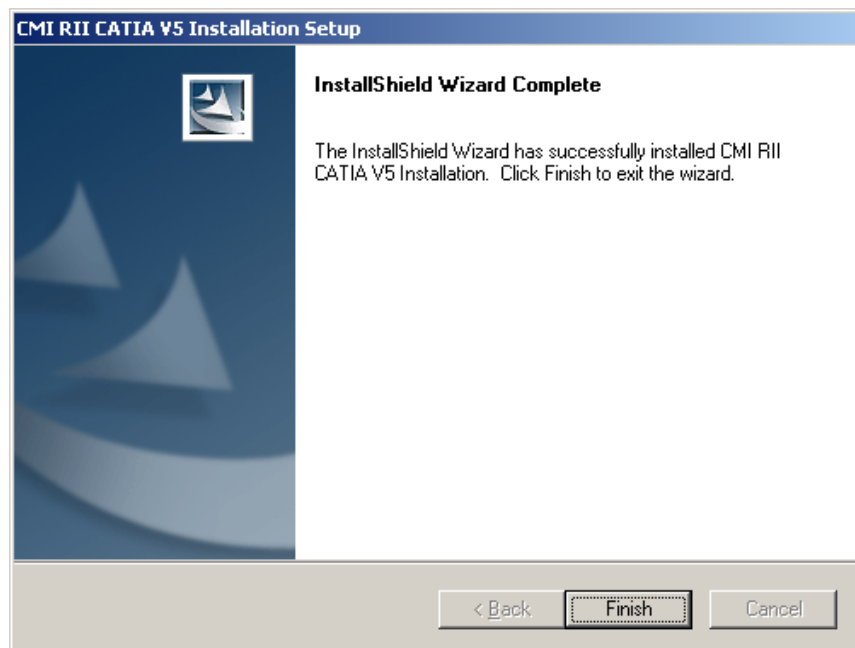 CMI RII CATIA V5 Installation Setup
InstallShield Wizard Complete
The InstallShield Wizard has successfully installed CMI RII
CATIA V5 Installation. Click Finish to exit the wizard.
< Back
Finish
Cancel